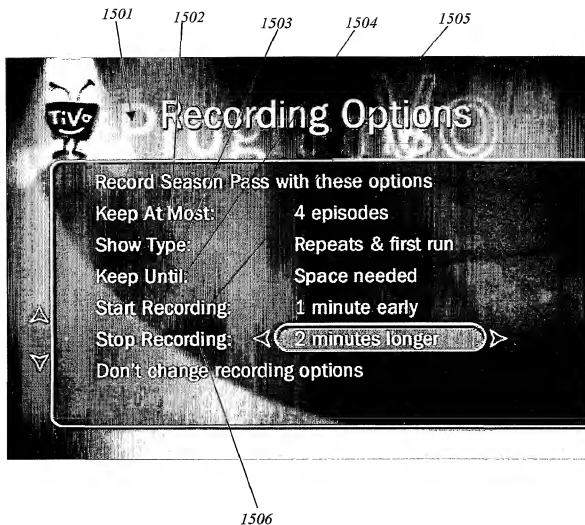 1501 1502 1503 1504 1505
TiVo
Recording Options
Record Season Pass with these options
Keep At Most: 4 episodes
Show Type: Repeats & first run
Keep Until: Space needed
Start Recording: 1 minute early
Stop Recording: 2 minutes longer
Don't change recording options
1506